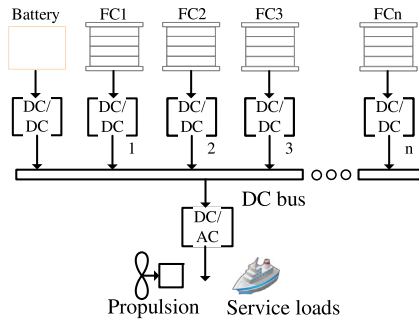 Battery FC1 FC2 FC3 FCn
DC/ DC/ DC/ DC/ DC/
DC DC DC DC DC
1 2 3 n
DC bus
DC/
AC
Propulsion Service loads